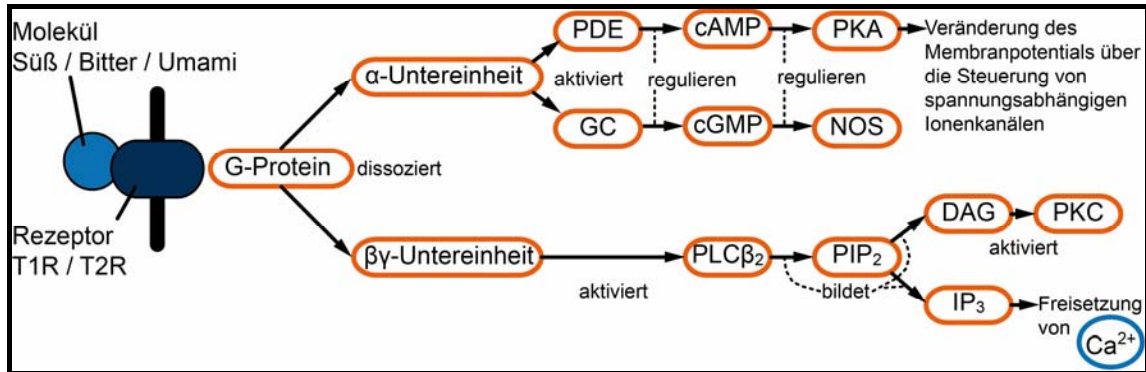 Molekül
Süß / Bitter / Umami
Rezeptor
T1R / T2R
G-Protein
dissoziert
α-Untereinheit
βγ-Untereinheit
PDE
cAMP
PKA
aktiviert
regulieren
regulieren
GC
cGMP
NOS
Veränderung des
Membranpotentials über
die Steuerung von
spannungsabhängigen
Ionenkanälen
aktiviert
PLCβ₂
PIP₂
bildet
DAG
PKC
aktiviert
IP₃
Freisetzung
von
Ca²⁺